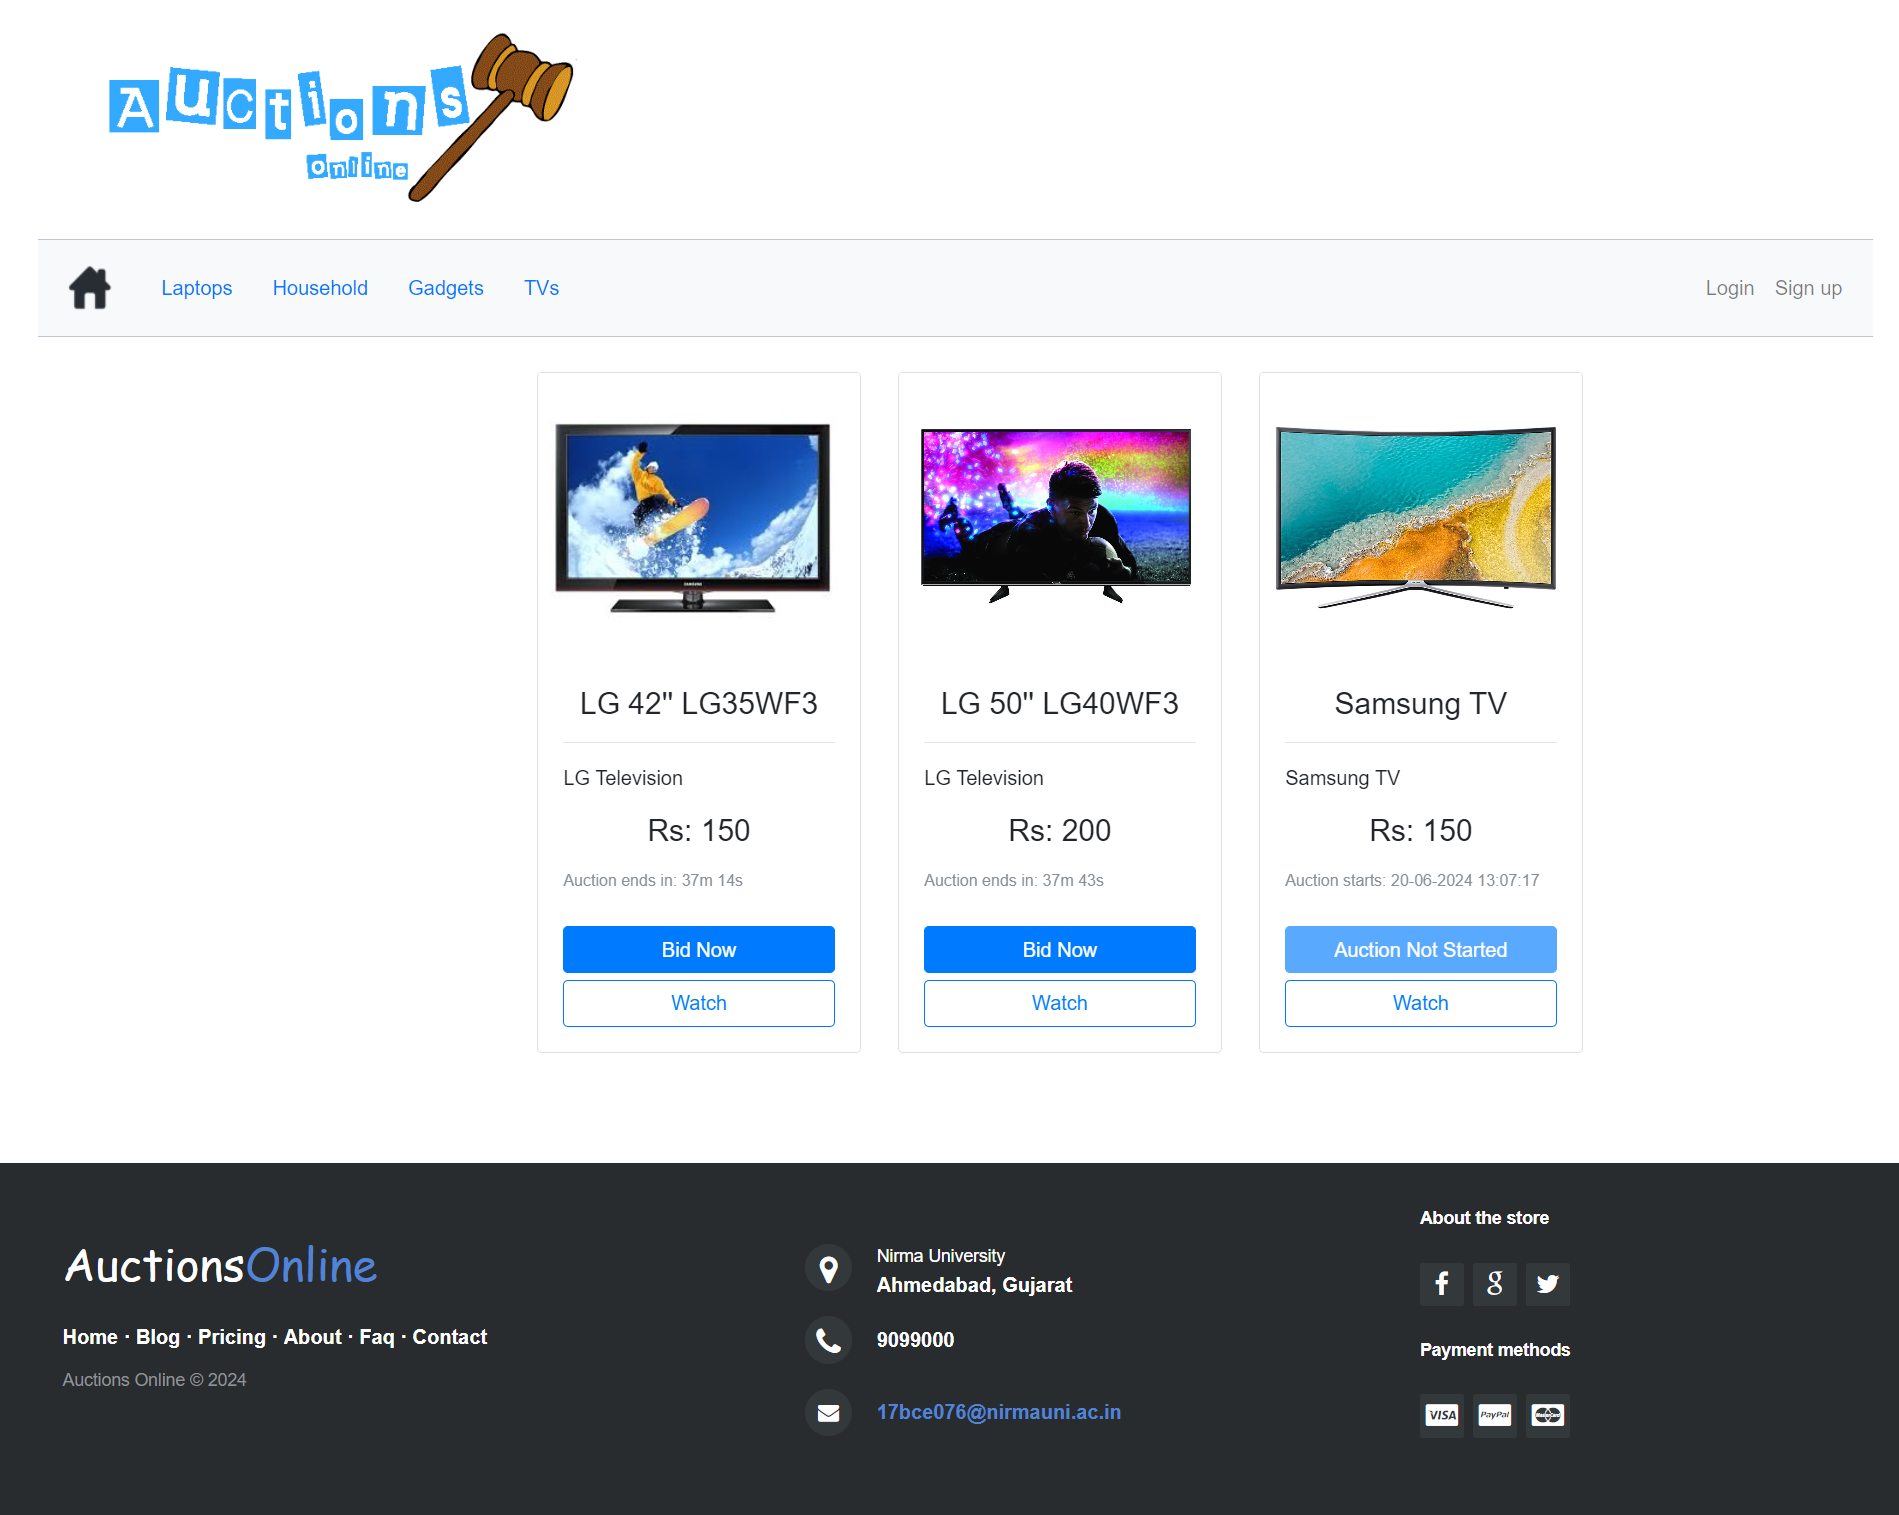 Auctions
online
Laptops Household Gadgets TVs Login Sign up
SAMSUNG
LG 42" LG35WF3
LG Television
Rs: 150
Auction ends in: 37m 14s
Bid Now
Watch
LG 50" LG40WF3
LG Television
Rs: 200
Auction ends in: 37m 43s
Bid Now
Watch
Samsung TV
Samsung TV
Rs: 150
Auction starts: 20-06-2024 13:07:17
Auction Not Started
Watch
AuctionsOnline
Home · Blog · Pricing · About · Faq · Contact
Auctions Online © 2024
Nirma University
Ahmedabad, Gujarat
9099000
17bce076@nirmauni.ac.in
About the store
Payment methods
VISA PayPal MasterCard